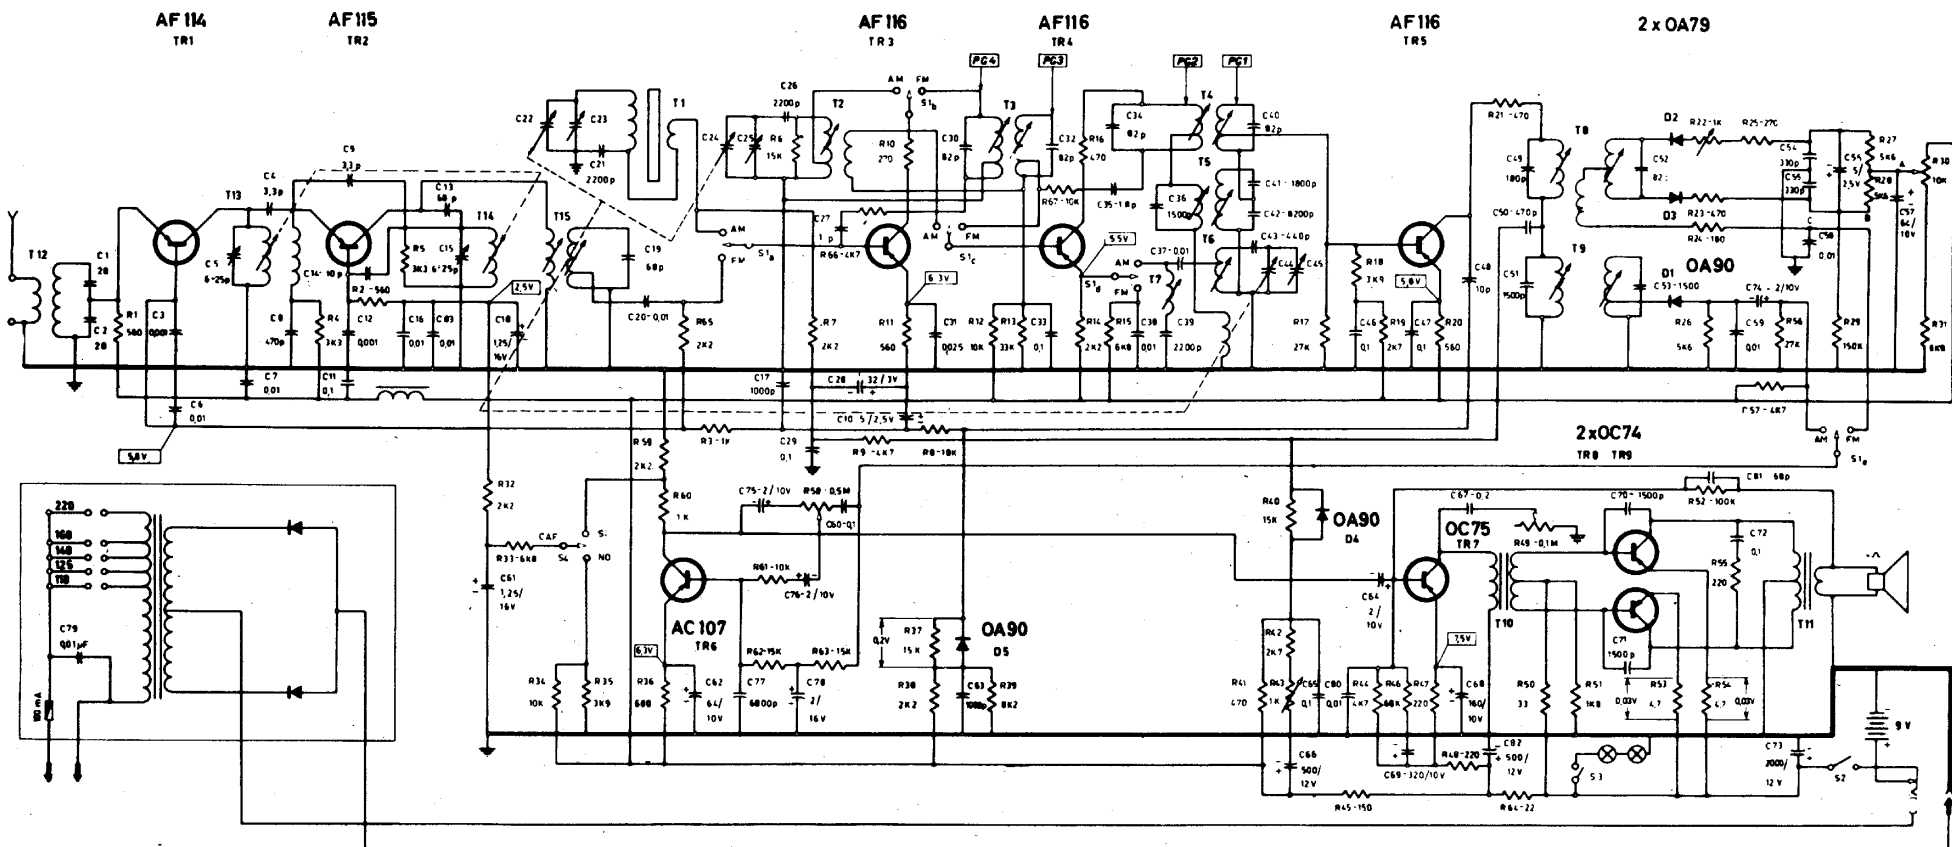 AF114
TR1
AF115
TR2
AF116
TR3
AF116
TR4
AF116
TR5
2 x OA79
PG4
PG3
PG2
PG1
AM FM
S1b
C26
2200p
T2
T1
C22
C23
C21
2200p
C24
C25
R6
15K
R10
270
C30
82p
T3
C32
82p
R16
470
C34
82p
T4
C40
82p
R21-470
T8
C49
180p
C52
D2
R22-1K
R25-270
C54
330p
C55
330p
R27
5K6
R28
5K6
R30
10K
C57
64/
10V
D3
R23-470
R24-180
C58
0,01
C9
3,3p
C4
3,3p
T13
C13
68p
T14
T15
C19
68p
C5
6-25p
C14-10p
R5
3K3
C15
6-25p
R2-560
T12
C1
28
C2
28
R1
560
C3
0,001
C8
470p
R4
3K3
C12
0,001
C16
0,01
C83
0,01
C18
1,25/
16V
2,5V
C20-0,01
R65
2K2
AM
FM
S1a
C27
1p
R66-4K7
6,3V
AM
FM
S1c
R67-10K
C35-1,8p
C36
1500p
T5
T6
C41-1800p
C42-8200p
C43-440p
C44
C45
C37-0,01
AM
FM
S1d
T7
5,5V
R7
2K2
R11
560
C31
0,025
R12
10K
R13
33K
C33
0,1
R14
2K2
R15
6K8
C38
0,01
C39
2200p
R17
27K
R18
3K9
C46
0,1
R19
2K7
C47
0,1
R20
560
5,8V
C48
10p
C50-470p
C51
1500p
T9
D1
OA90
C53-1500
C74-2/10V
R26
5K6
C59
0,01
R56
27K
R29
150K
R31
6K8
C7
0,01
C11
0,1
C6
0,01
5,8V
C17
1000p
C28
32/3V
C10 5/2,5V
R3-1K
C29
0,1
R9-4K7
R8-18K
R57-4K7
AM
FM
S1e
2xOC74
TR8 TR9
R59
2K2
R60
1K
R32
2K2
CAF
R33-6K8
S4
NO
C61
1,25/
16V
C75-2/10V
R58-0,5M
C60-0,1
R61-10K
C76-2/10V
AC107
TR6
6,3V
R62-15K
R63-15K
R34
10K
R35
3K9
R36
680
C62
64/
10V
C77
6800p
C78
2/
16V
0,2V
R37
15K
OA90
D5
R38
2K2
C63
1000p
R39
8K2
R40
15K
OA90
D4
C64
2/
10V
OC75
TR7
C67-0,2
R49-0,1M
7,5V
T10
C70-1500p
C71
1500p
C81 68p
R52-100K
C72
0,1
R55
220
T11
R41
470
R42
2K7
R43
1K
C65
0,1
C80
0,01
R44
4K7
R46
68K
R47
220
C68
160/
10V
R50
33
R51
1K8
R53
4,7
R54
4,7
0,03V
0,03V
C66
500/
12V
C69-320/10V
R48-220
C82
500/
12V
S3
C73
2000/
12V
S2
9V
R45-150
R64-22
220
160
140
125
110
C79
0,01µF
100mA